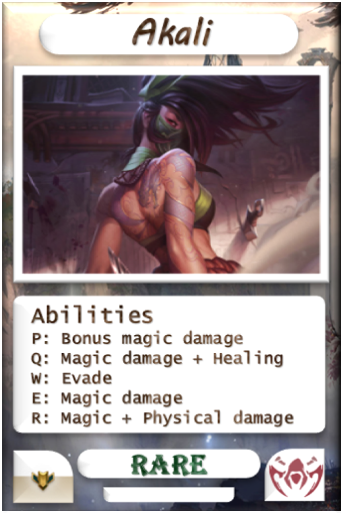 Akali
Abilities
P: Bonus magic damage
Q: Magic damage + Healing
W: Evade
E: Magic damage
R: Magic + Physical damage
RARE